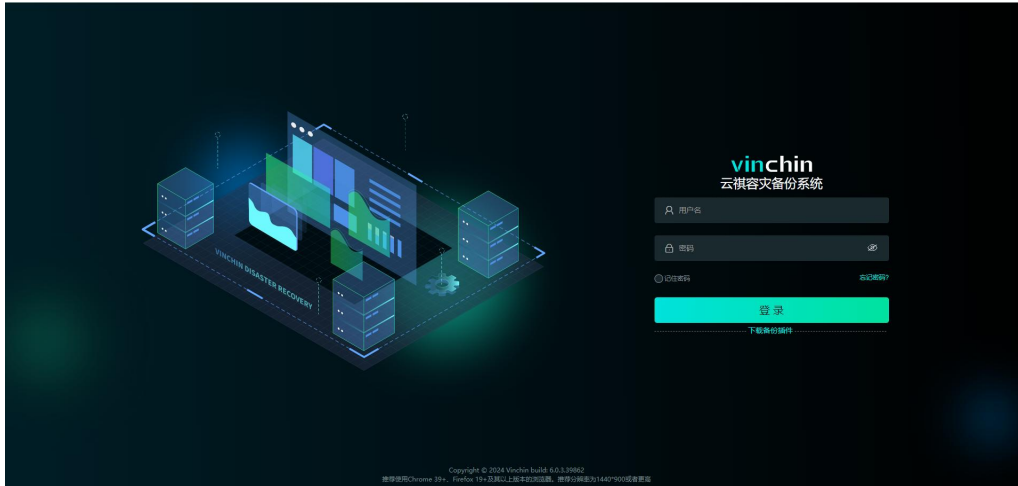 VINCHIN DISASTER RECOVERY
vinchin
云祺容灾备份系统
用户名
密码
记住密码
忘记密码?
登 录
下载备份插件
Copyright © 2024 Vinchin build: 6.0.3.39862
推荐使用Chrome 39+、Firefox 19+及其以上版本的浏览器，推荐分辨率为1440*900或者更高